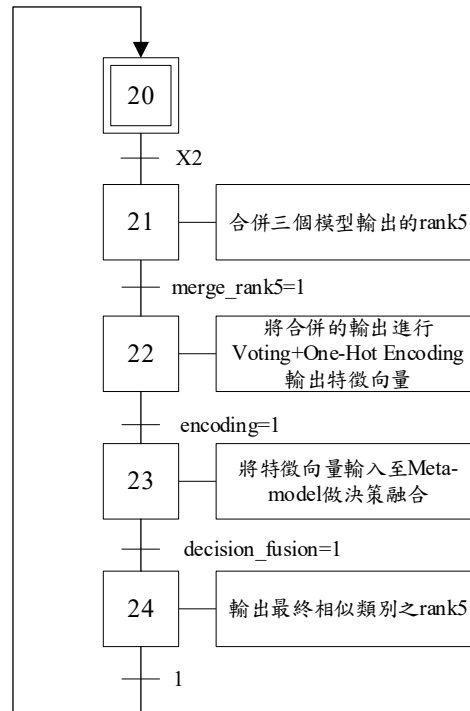 20
X2
21
合併三個模型輸出的rank5
merge_rank5=1
22
將合併的輸出進行
Voting+One-Hot Encoding
輸出特徵向量
encoding=1
23
將特徵向量輸入至Meta-
model做決策融合
decision_fusion=1
24
輸出最終相似類別之rank5
1